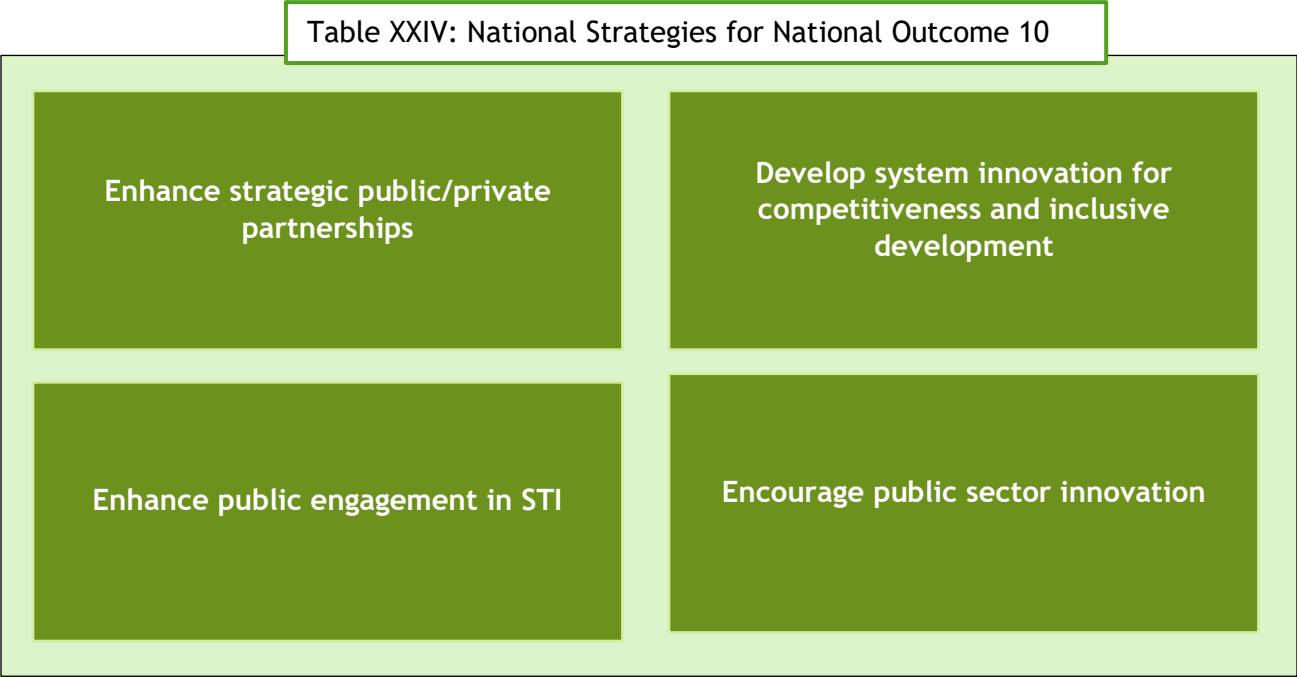 Table XXIV: National Strategies for National Outcome 10
Enhance strategic public/private
partnerships
Develop system innovation for
competitiveness and inclusive
development
Enhance public engagement in STI
Encourage public sector innovation